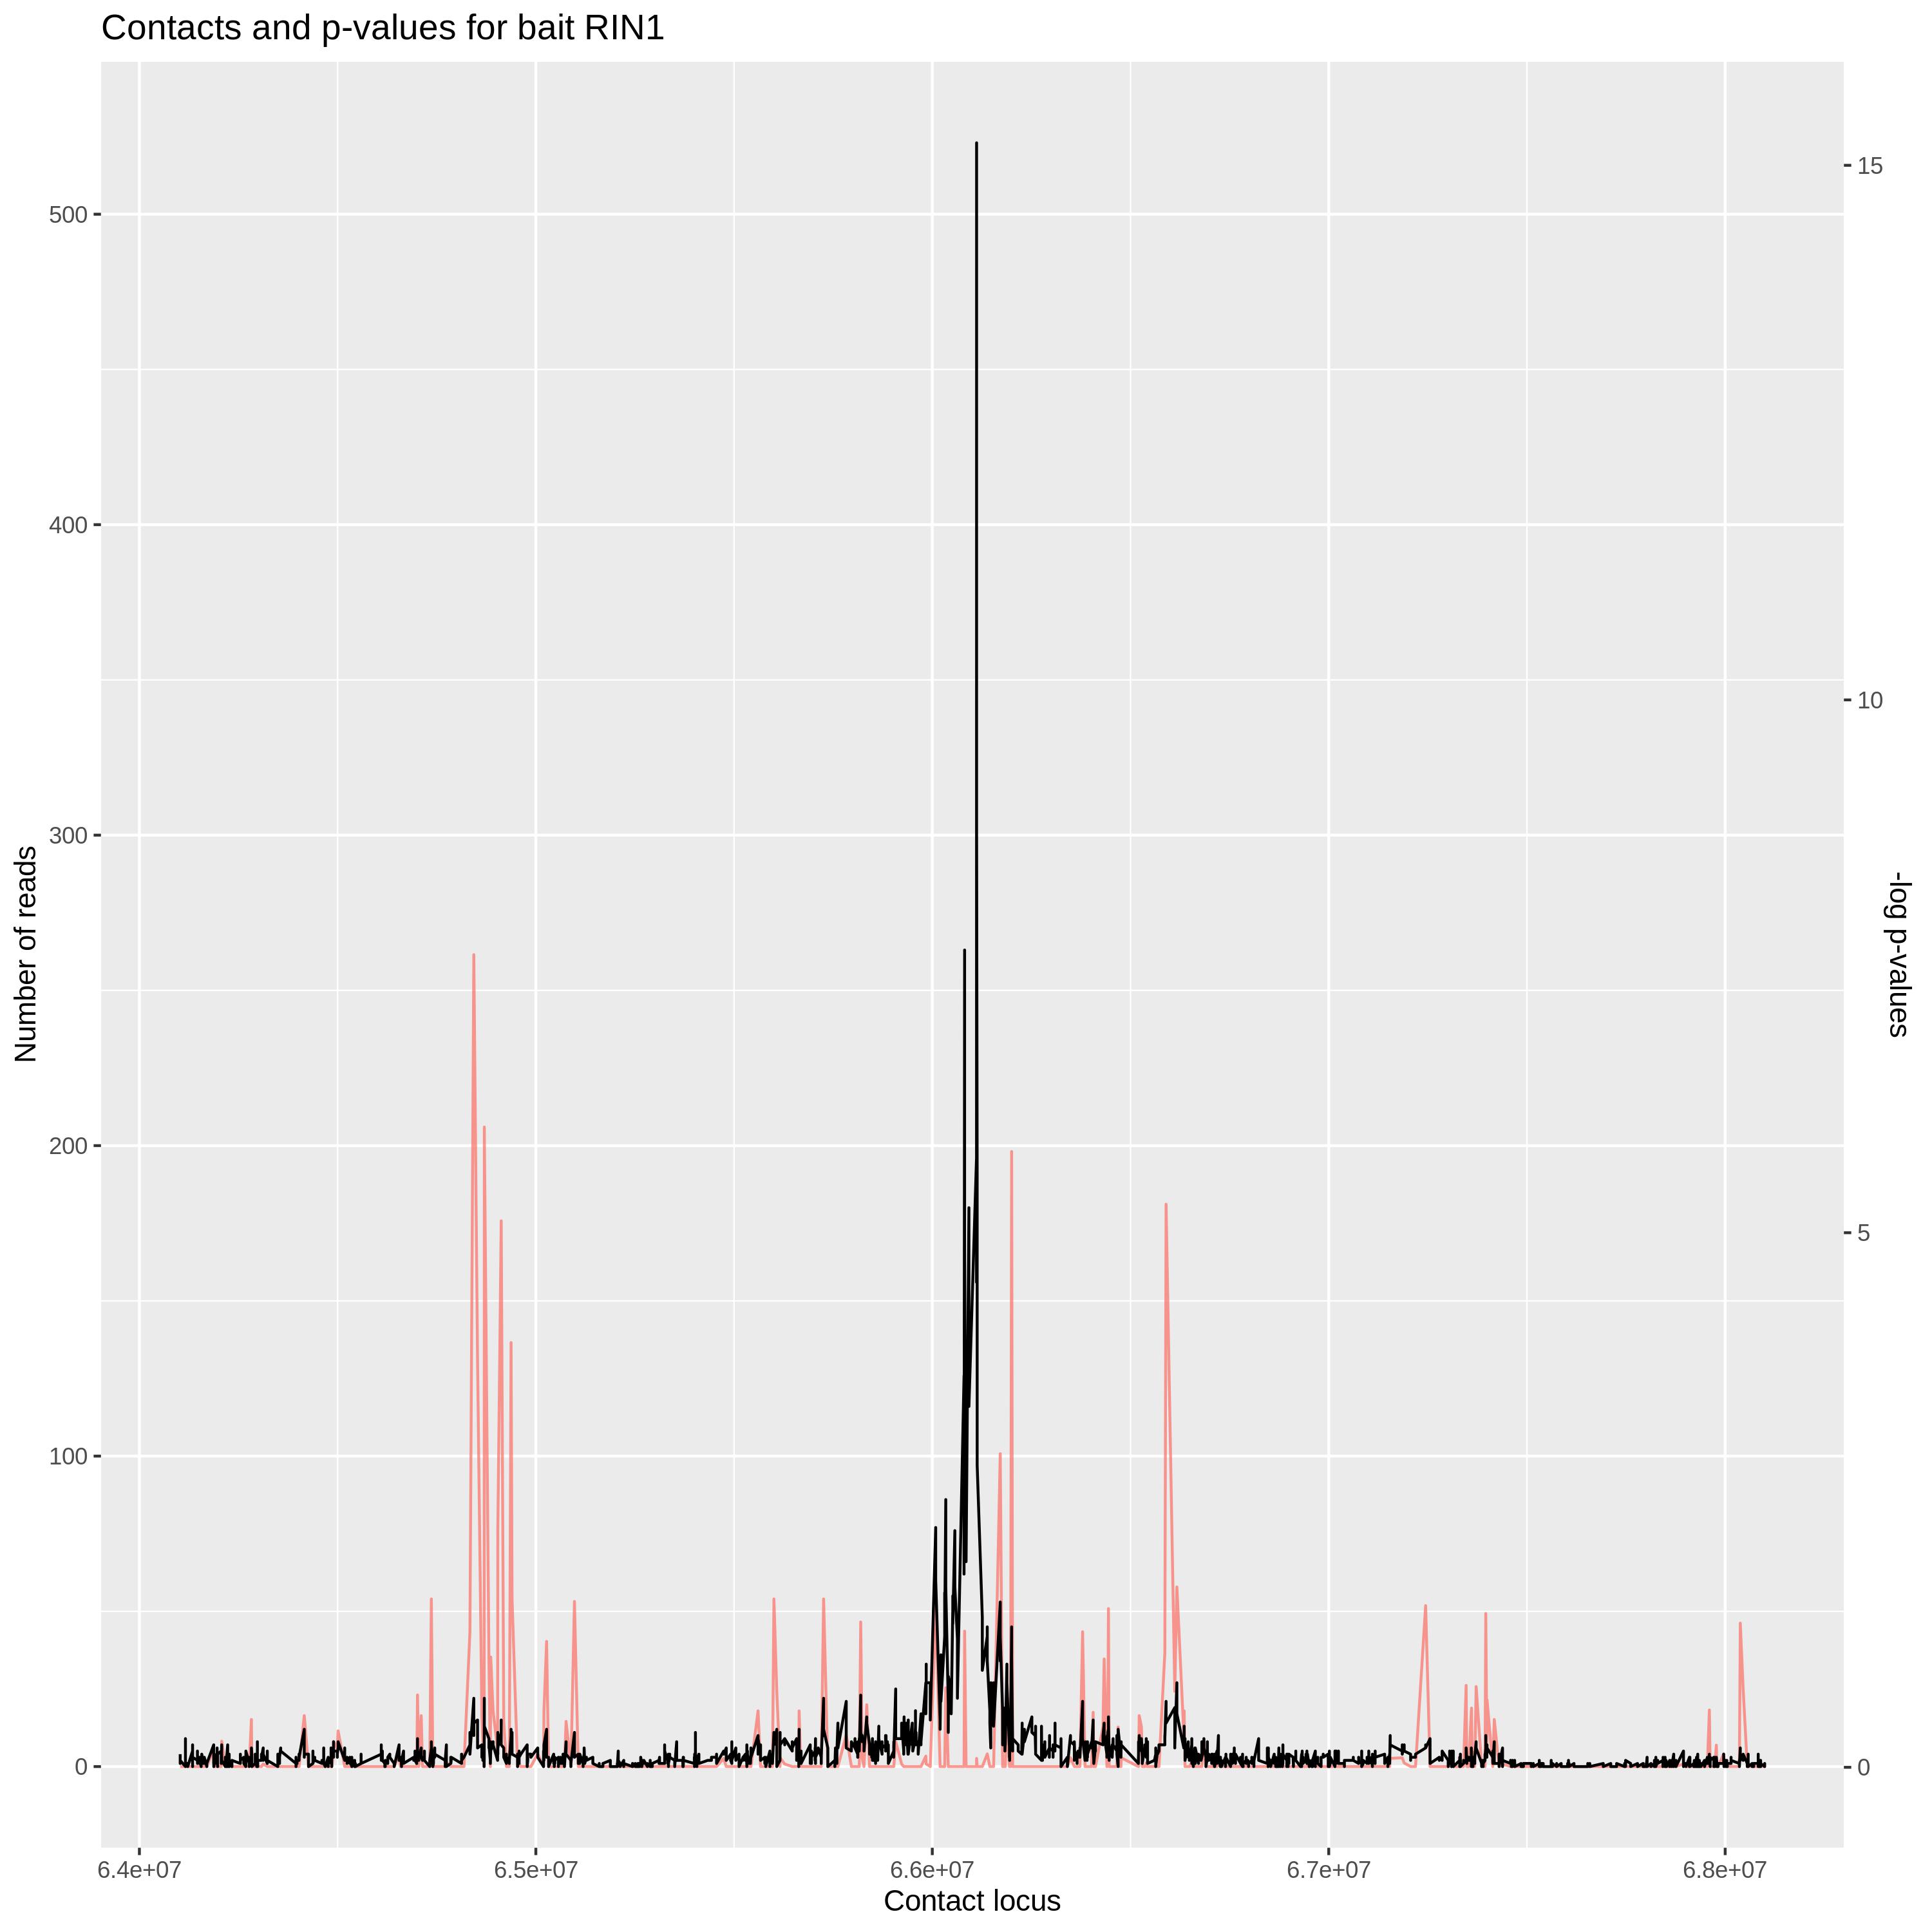 Contacts and p-values for bait RIN1
Number of reads
500
400
300
200
100
0
15
10
5
0
-log p-values
6.4e+07 6.5e+07 6.6e+07 6.7e+07 6.8e+07
Contact locus